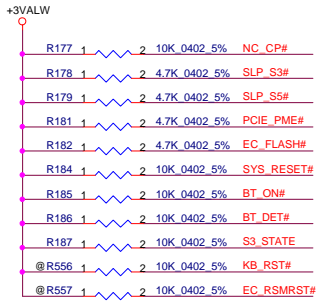 +3VALW
R177 1 2 10K_0402_5% NC_CP#
R178 1 2 4.7K_0402_5% SLP_S3#
R179 1 2 4.7K_0402_5% SLP_S5#
R181 1 2 4.7K_0402_5% PCIE_PME#
R182 1 2 4.7K_0402_5% EC_FLASH#
R184 1 2 10K_0402_5% SYS_RESET#
R185 1 2 10K_0402_5% BT_ON#
R186 1 2 10K_0402_5% BT_DET#
R187 1 2 10K_0402_5% S3_STATE
@R556 1 2 10K_0402_5% KB_RST#
@R557 1 2 10K_0402_5% EC_RSMRST#